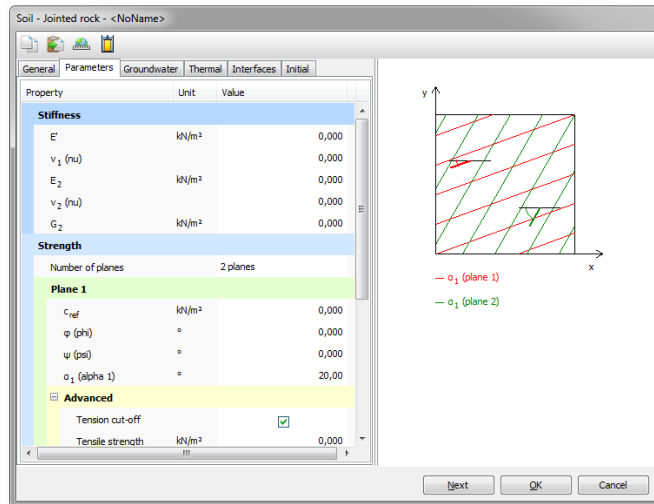 Soil - Jointed rock - <NoName>
General Parameters Groundwater Thermal Interfaces Initial
Property Unit Value
Stiffness
E' kN/m² 0,000
ν₁ (nu) 0,000
E₂ kN/m² 0,000
ν₂ (nu) 0,000
G₂ kN/m² 0,000
Strength
Number of planes 2 planes
Plane 1
c_ref kN/m² 0,000
φ (phi) ° 0,000
ψ (psi) ° 0,000
α₁ (alpha 1) ° 20,00
Advanced
Tension cut-off
Tensile strength kN/m² 0,000
y
x
α₁ (plane 1)
α₁ (plane 2)
Next OK Cancel